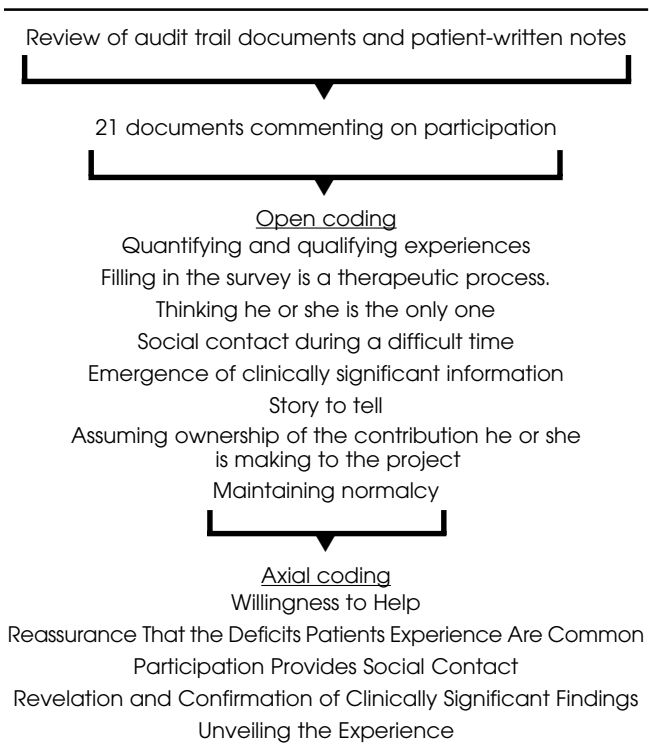 Review of audit trail documents and patient-written notes
21 documents commenting on participation
Open coding
Quantifying and qualifying experiences
Filling in the survey is a therapeutic process.
Thinking he or she is the only one
Social contact during a difficult time
Emergence of clinically significant information
Story to tell
Assuming ownership of the contribution he or she
is making to the project
Maintaining normalcy
Axial coding
Willingness to Help
Reassurance That the Deficits Patients Experience Are Common
Participation Provides Social Contact
Revelation and Confirmation of Clinically Significant Findings
Unveiling the Experience